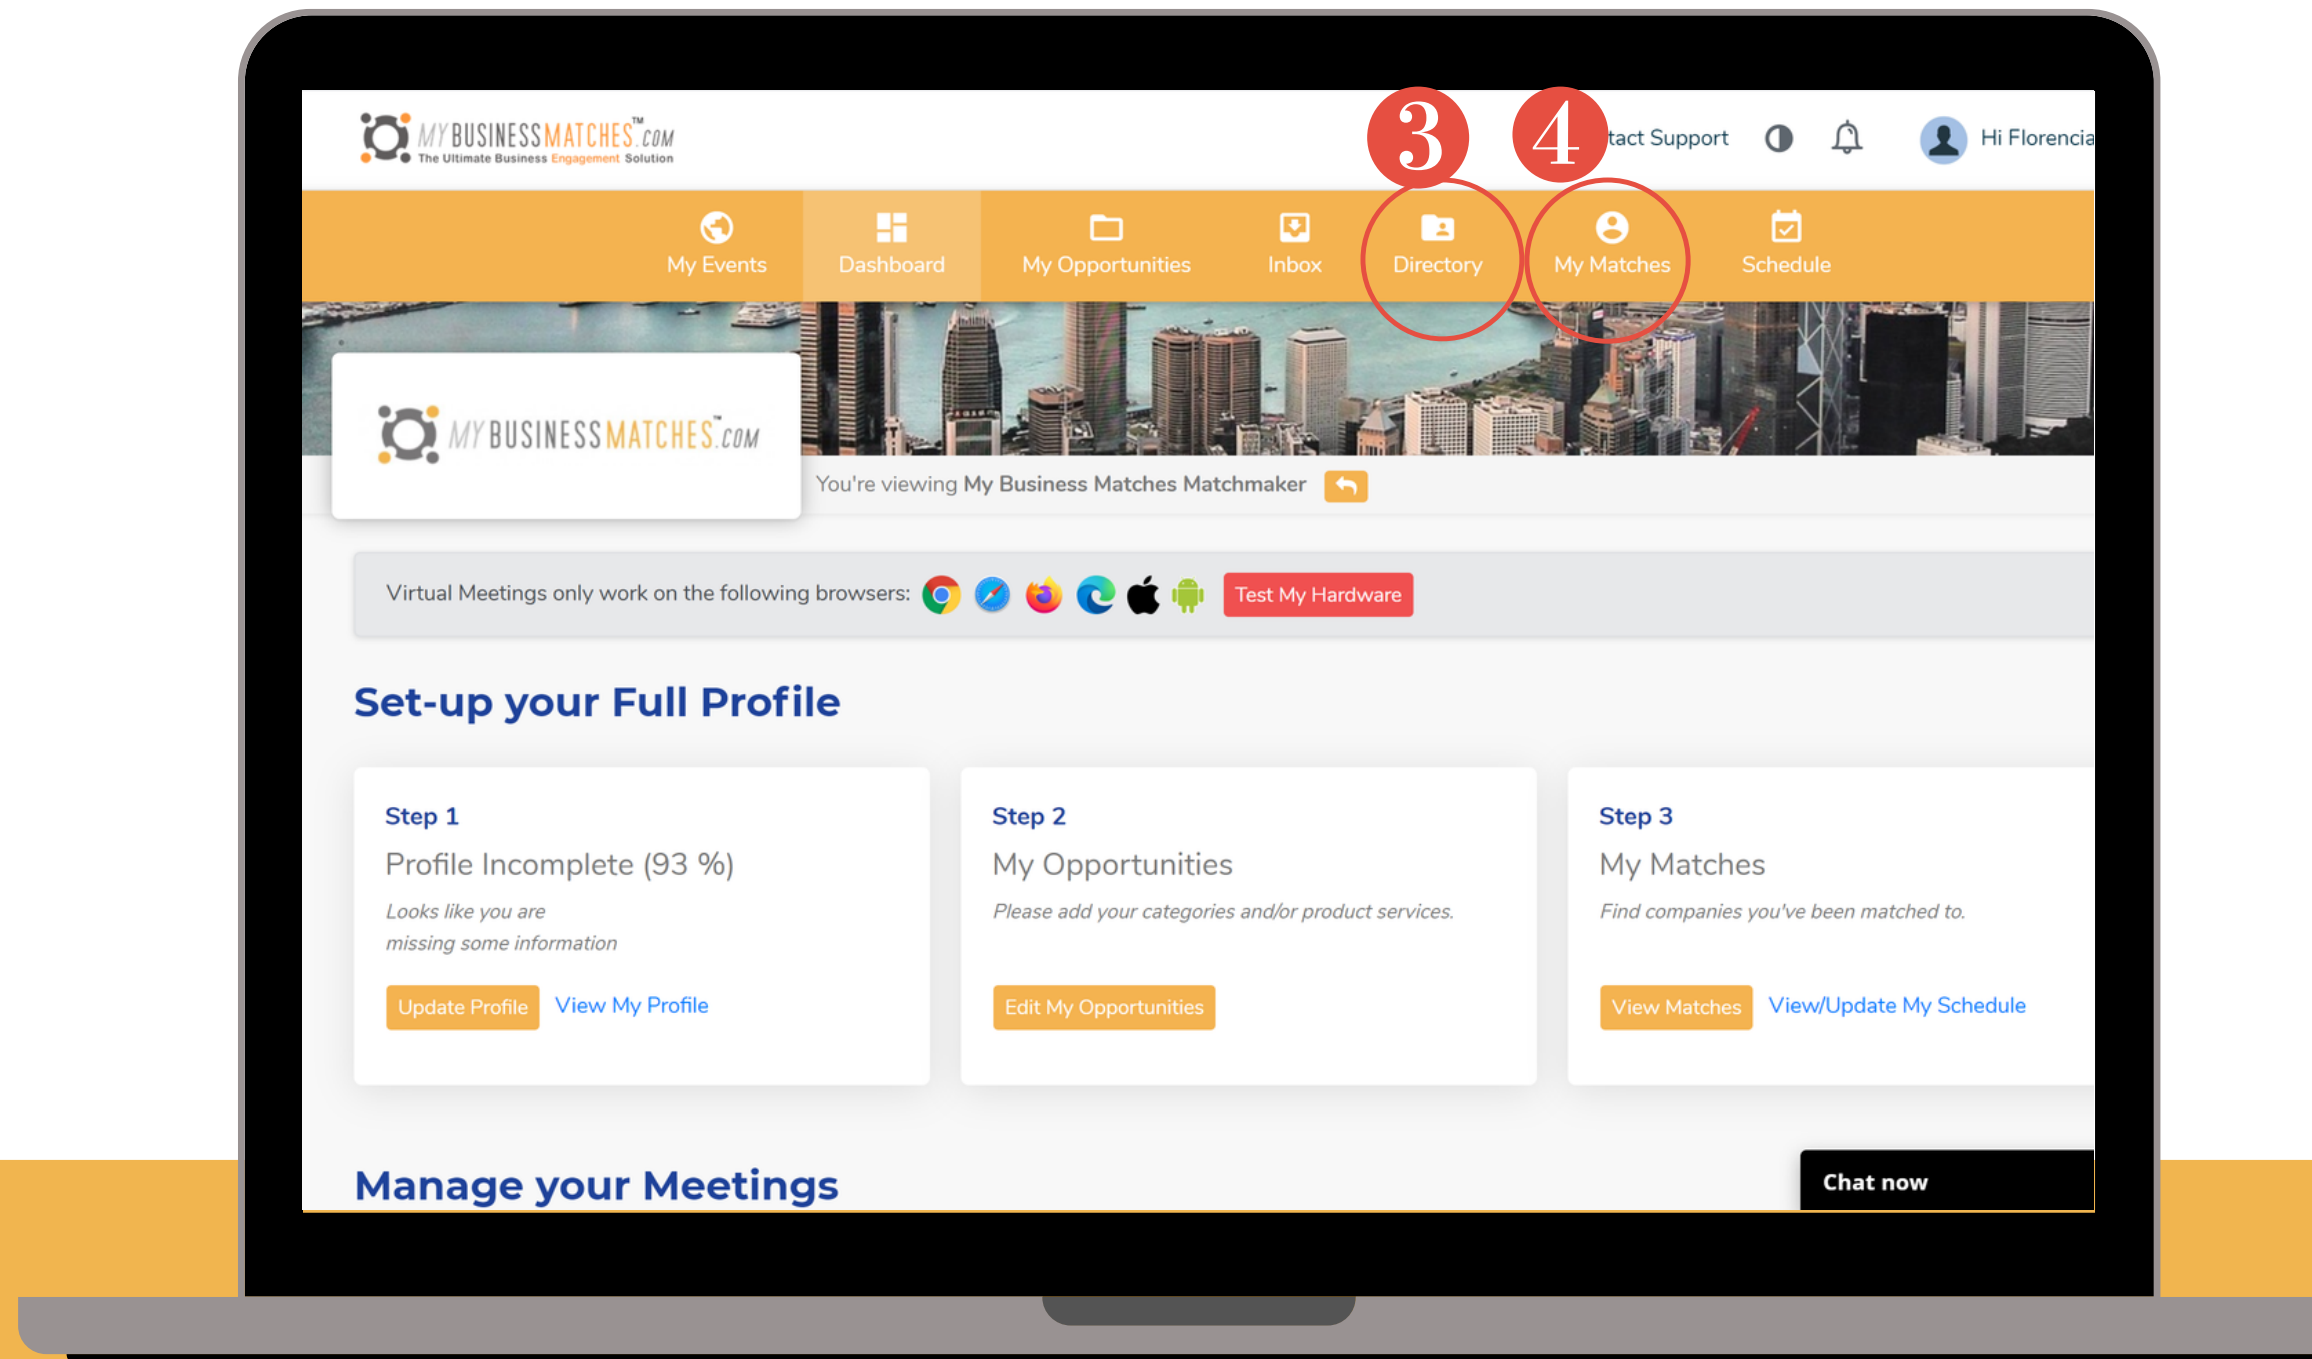 MY BUSINESS MATCHES™.COM
The Ultimate Business Engagement Solution
3
4
tact Support
Hi Florencia
My Events
Dashboard
My Opportunities
Inbox
Directory
My Matches
Schedule
MY BUSINESS MATCHES™.COM
You're viewing My Business Matches Matchmaker
Virtual Meetings only work on the following browsers:
Test My Hardware
Set-up your Full Profile
Step 1
Profile Incomplete (93 %)
Looks like you are
missing some information
Update Profile
View My Profile
Step 2
My Opportunities
Please add your categories and/or product services.
Edit My Opportunities
Step 3
My Matches
Find companies you've been matched to.
View Matches
View/Update My Schedule
Manage your Meetings
Chat now